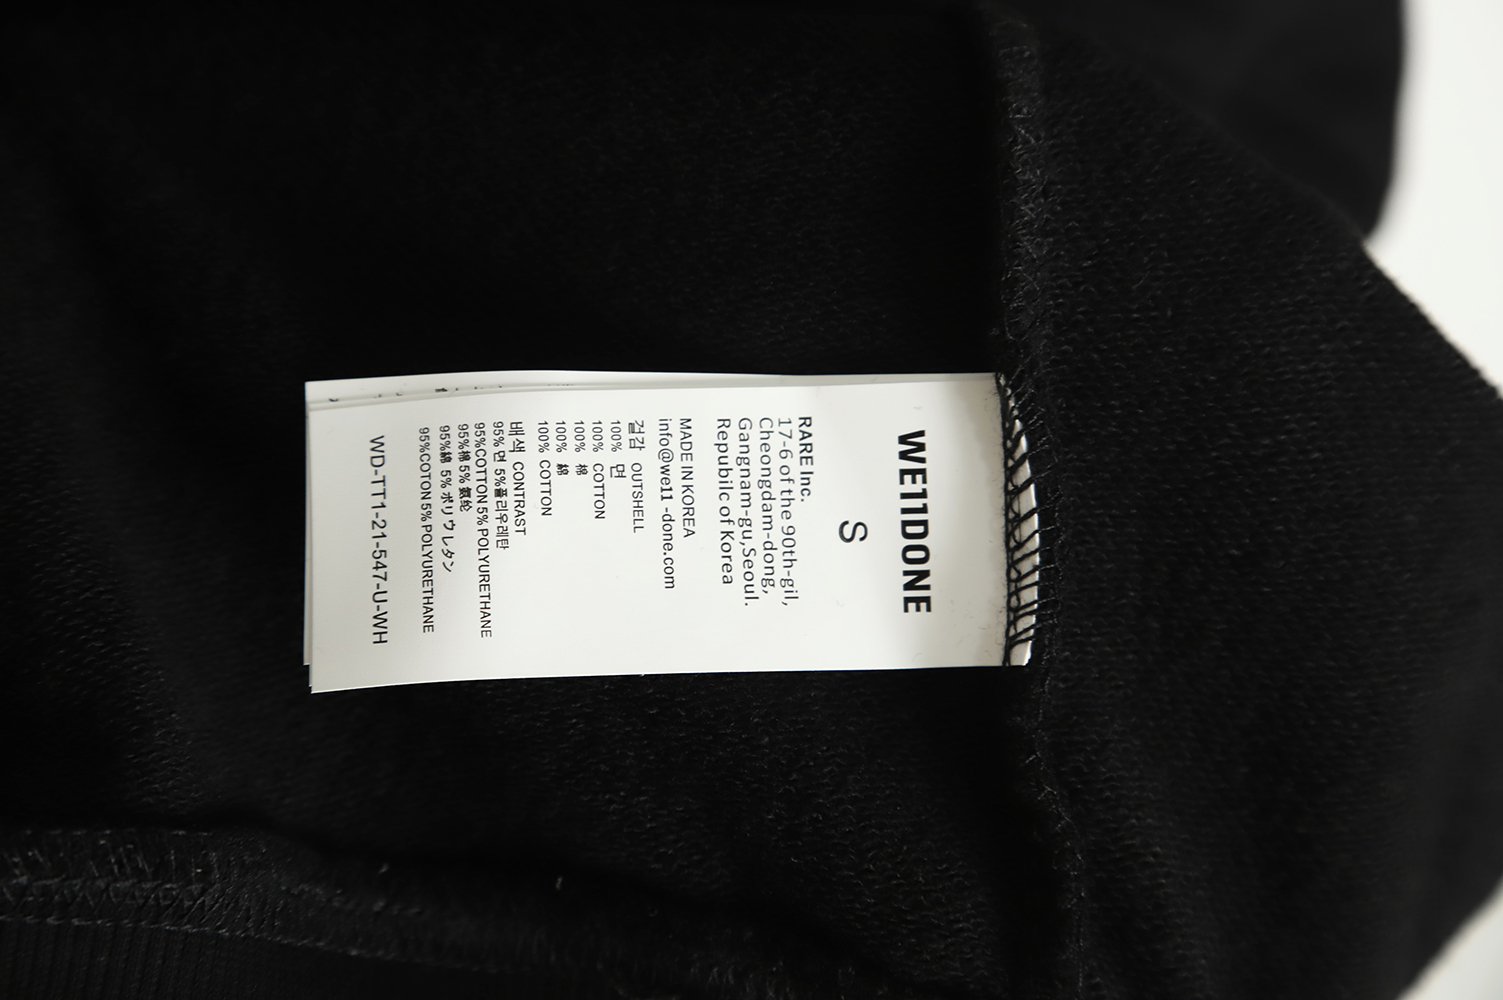 WE11DONE
S
RARE Inc.
17-6 of the 90th-gil,
Cheongdam-dong,
Gangnam-gu,Seoul.
Repubilc of Korea
MADE IN KOREA
info@we11 -done.com
겉감 OUTSHELL
100% 면
100% COTTON
100% 棉
100% 綿
100% COTTON
배색 CONTRAST
95% 면 5%폴리우레탄
95%COTTON 5% POLYURETHANE
95%棉 5% 氨纶
95%綿 5% ポリウレタン
95%COTON 5% POLYURETHANE
WD-TT1-21-547-U-WH